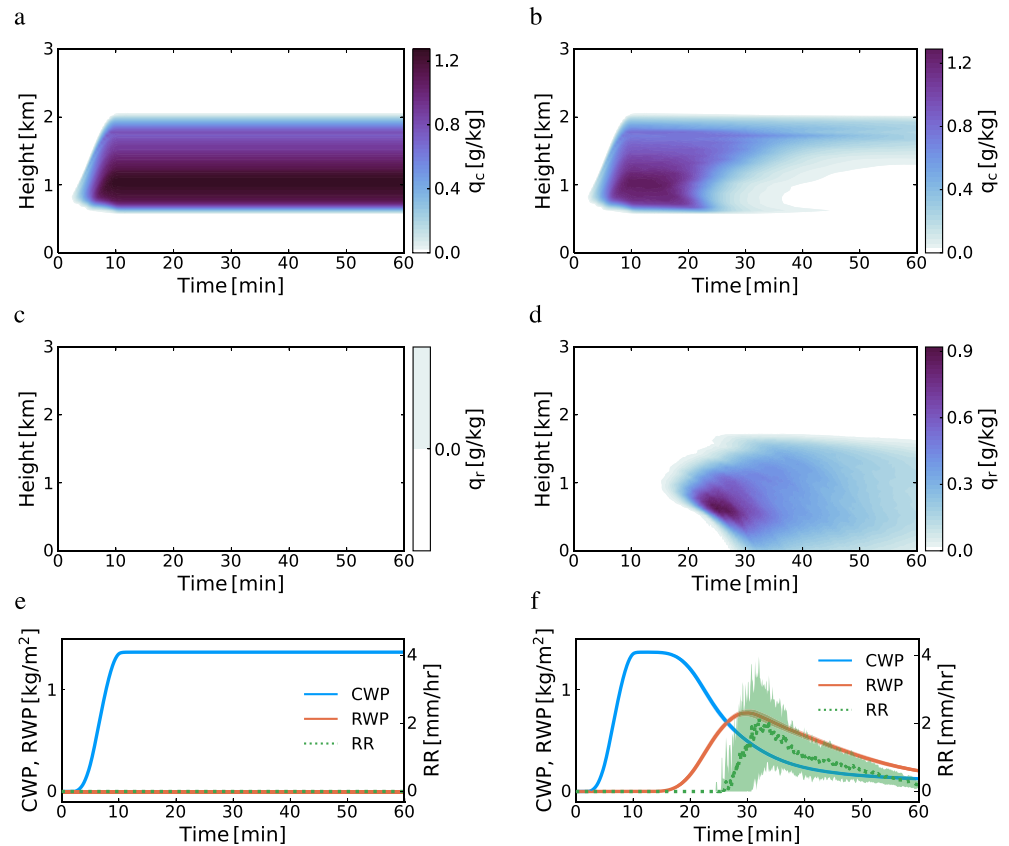 a
3
2
1
0
Height [km]
0 10 20 30 40 50 60
Time [min]
1.2
0.8
0.4
0.0
q_c [g/kg]
b
3
2
1
0
Height [km]
0 10 20 30 40 50 60
Time [min]
1.2
0.8
0.4
0.0
q_c [g/kg]
c
3
2
1
0
Height [km]
0 10 20 30 40 50 60
Time [min]
0.0
q_r [g/kg]
d
3
2
1
0
Height [km]
0 10 20 30 40 50 60
Time [min]
0.9
0.6
0.3
0.0
q_r [g/kg]
e
CWP, RWP [kg/m²]
1
0
0 10 20 30 40 50 60
Time [min]
CWP
RWP
RR
4
2
0
RR [mm/hr]
f
CWP, RWP [kg/m²]
1
0
0 10 20 30 40 50 60
Time [min]
CWP
RWP
RR
4
2
0
RR [mm/hr]